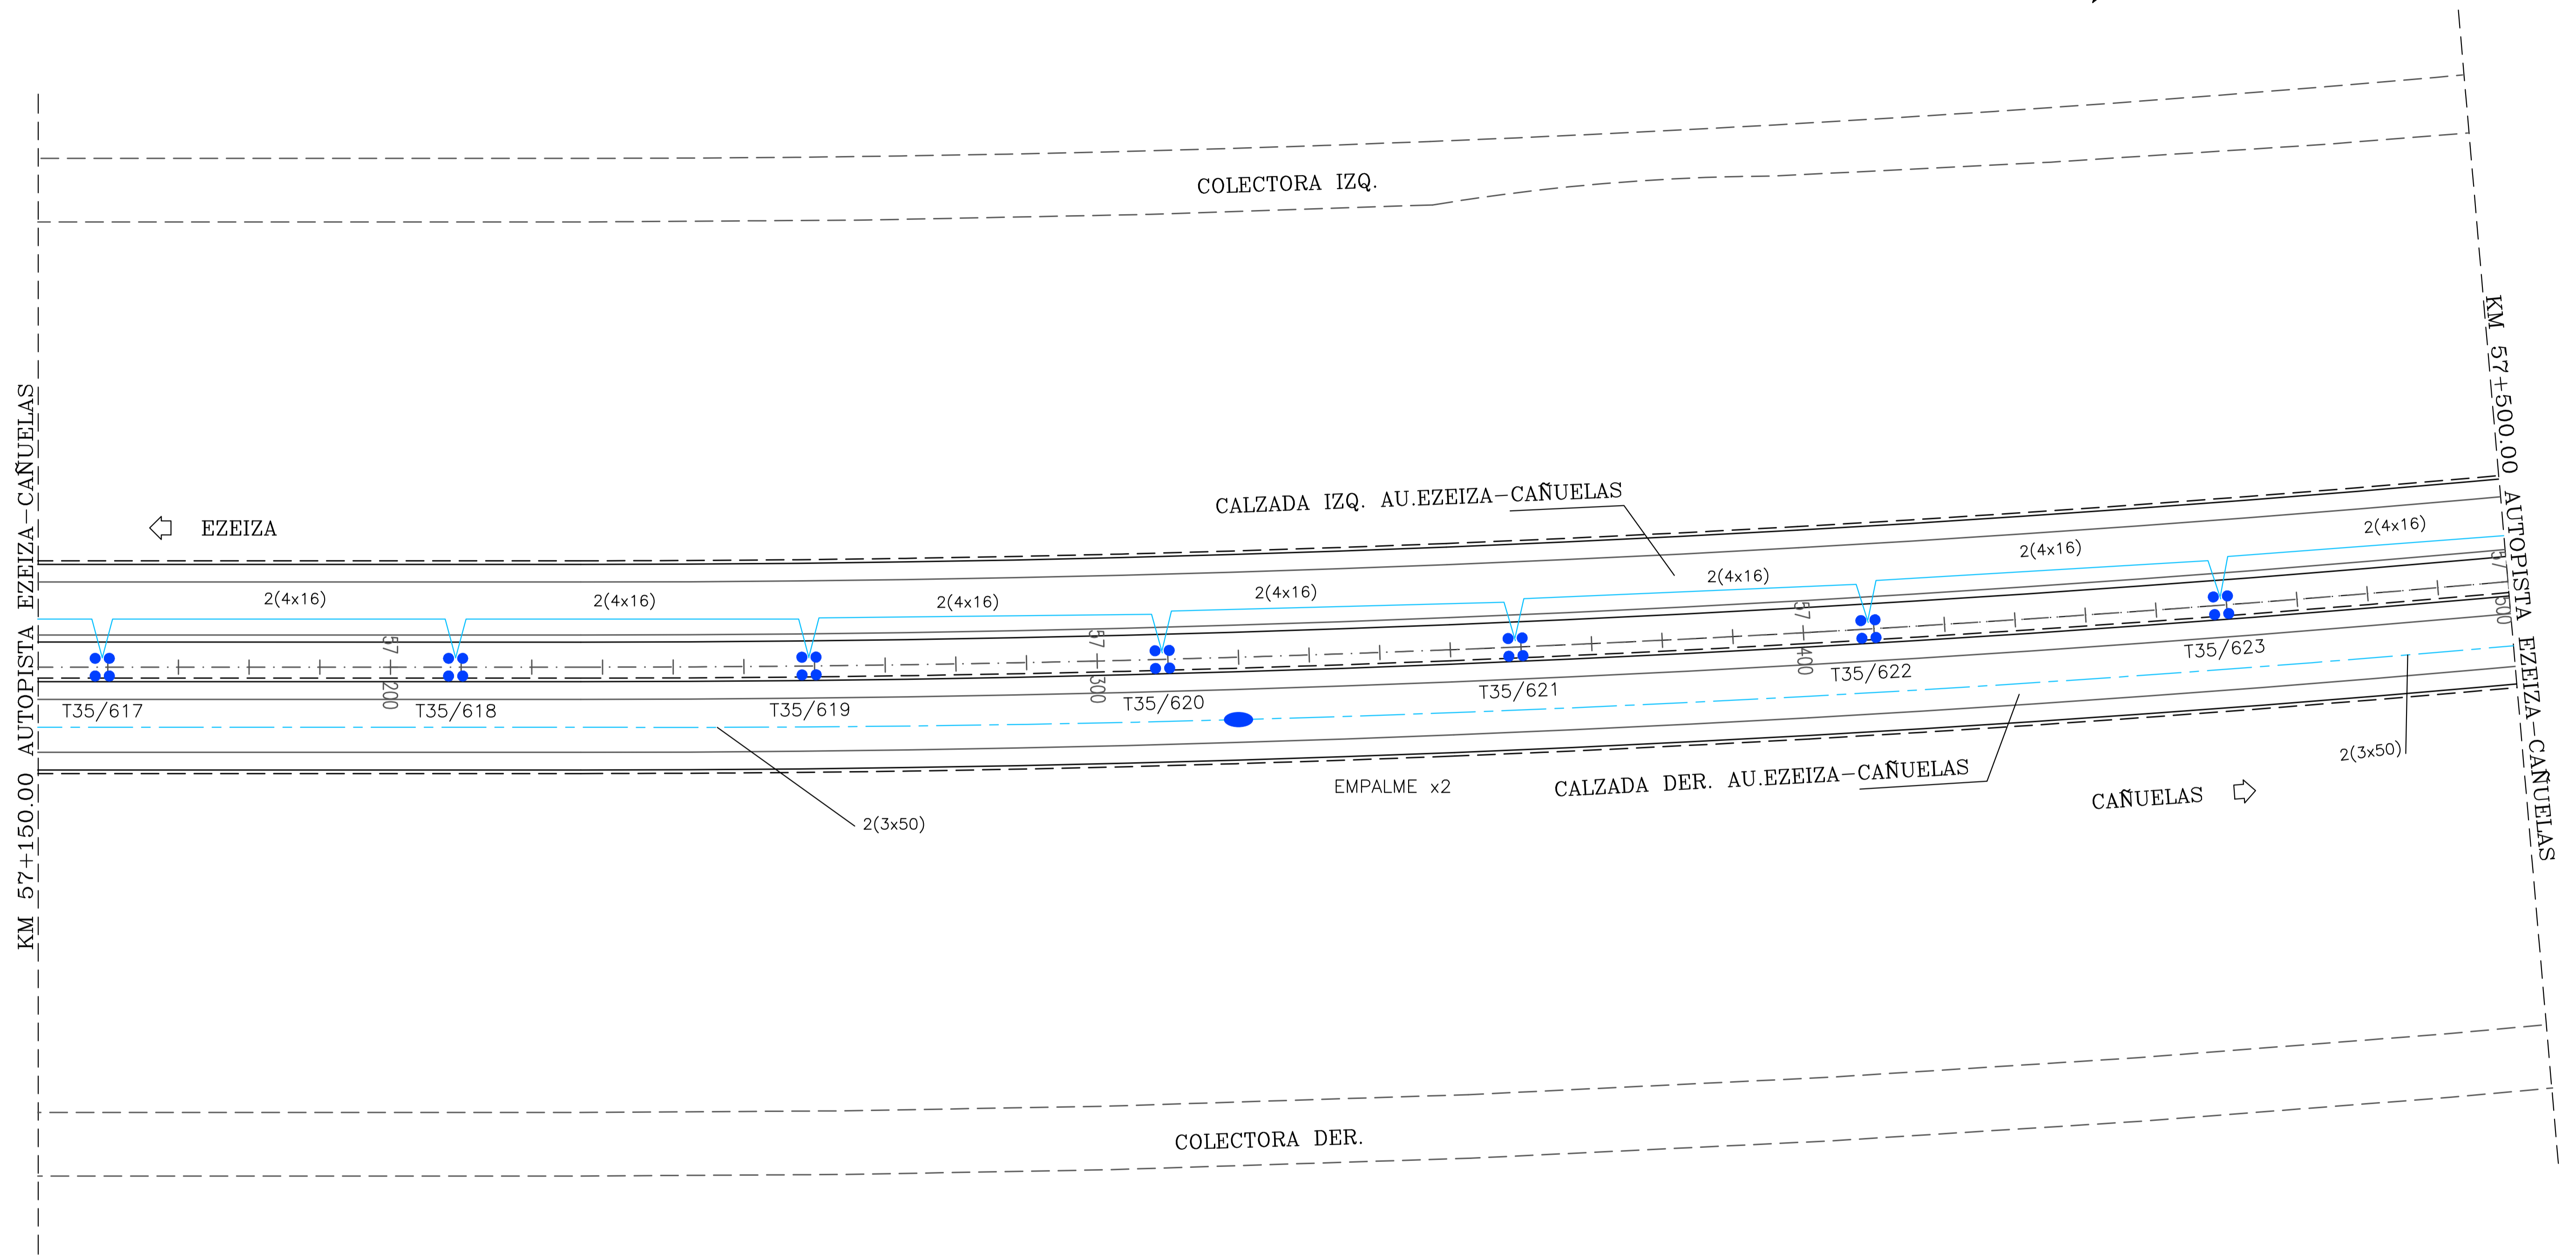 COLECTORA IZQ.
KM 57+150.00 AUTOPISTA EZEIZA-CAÑUELAS
KM 57+500.00 AUTOPISTA EZEIZA-CAÑUELAS
EZEIZA
CALZADA IZQ. AU.EZEIZA-CAÑUELAS
2(4x16)
2(4x16)
2(4x16)
2(4x16)
2(4x16)
2(4x16)
2(4x16)
57 200
57 300
57 400
57 500
T35/617
T35/618
T35/619
T35/620
T35/621
T35/622
T35/623
2(3x50)
2(3x50)
EMPALME x2
CALZADA DER. AU.EZEIZA-CAÑUELAS
CAÑUELAS
COLECTORA DER.